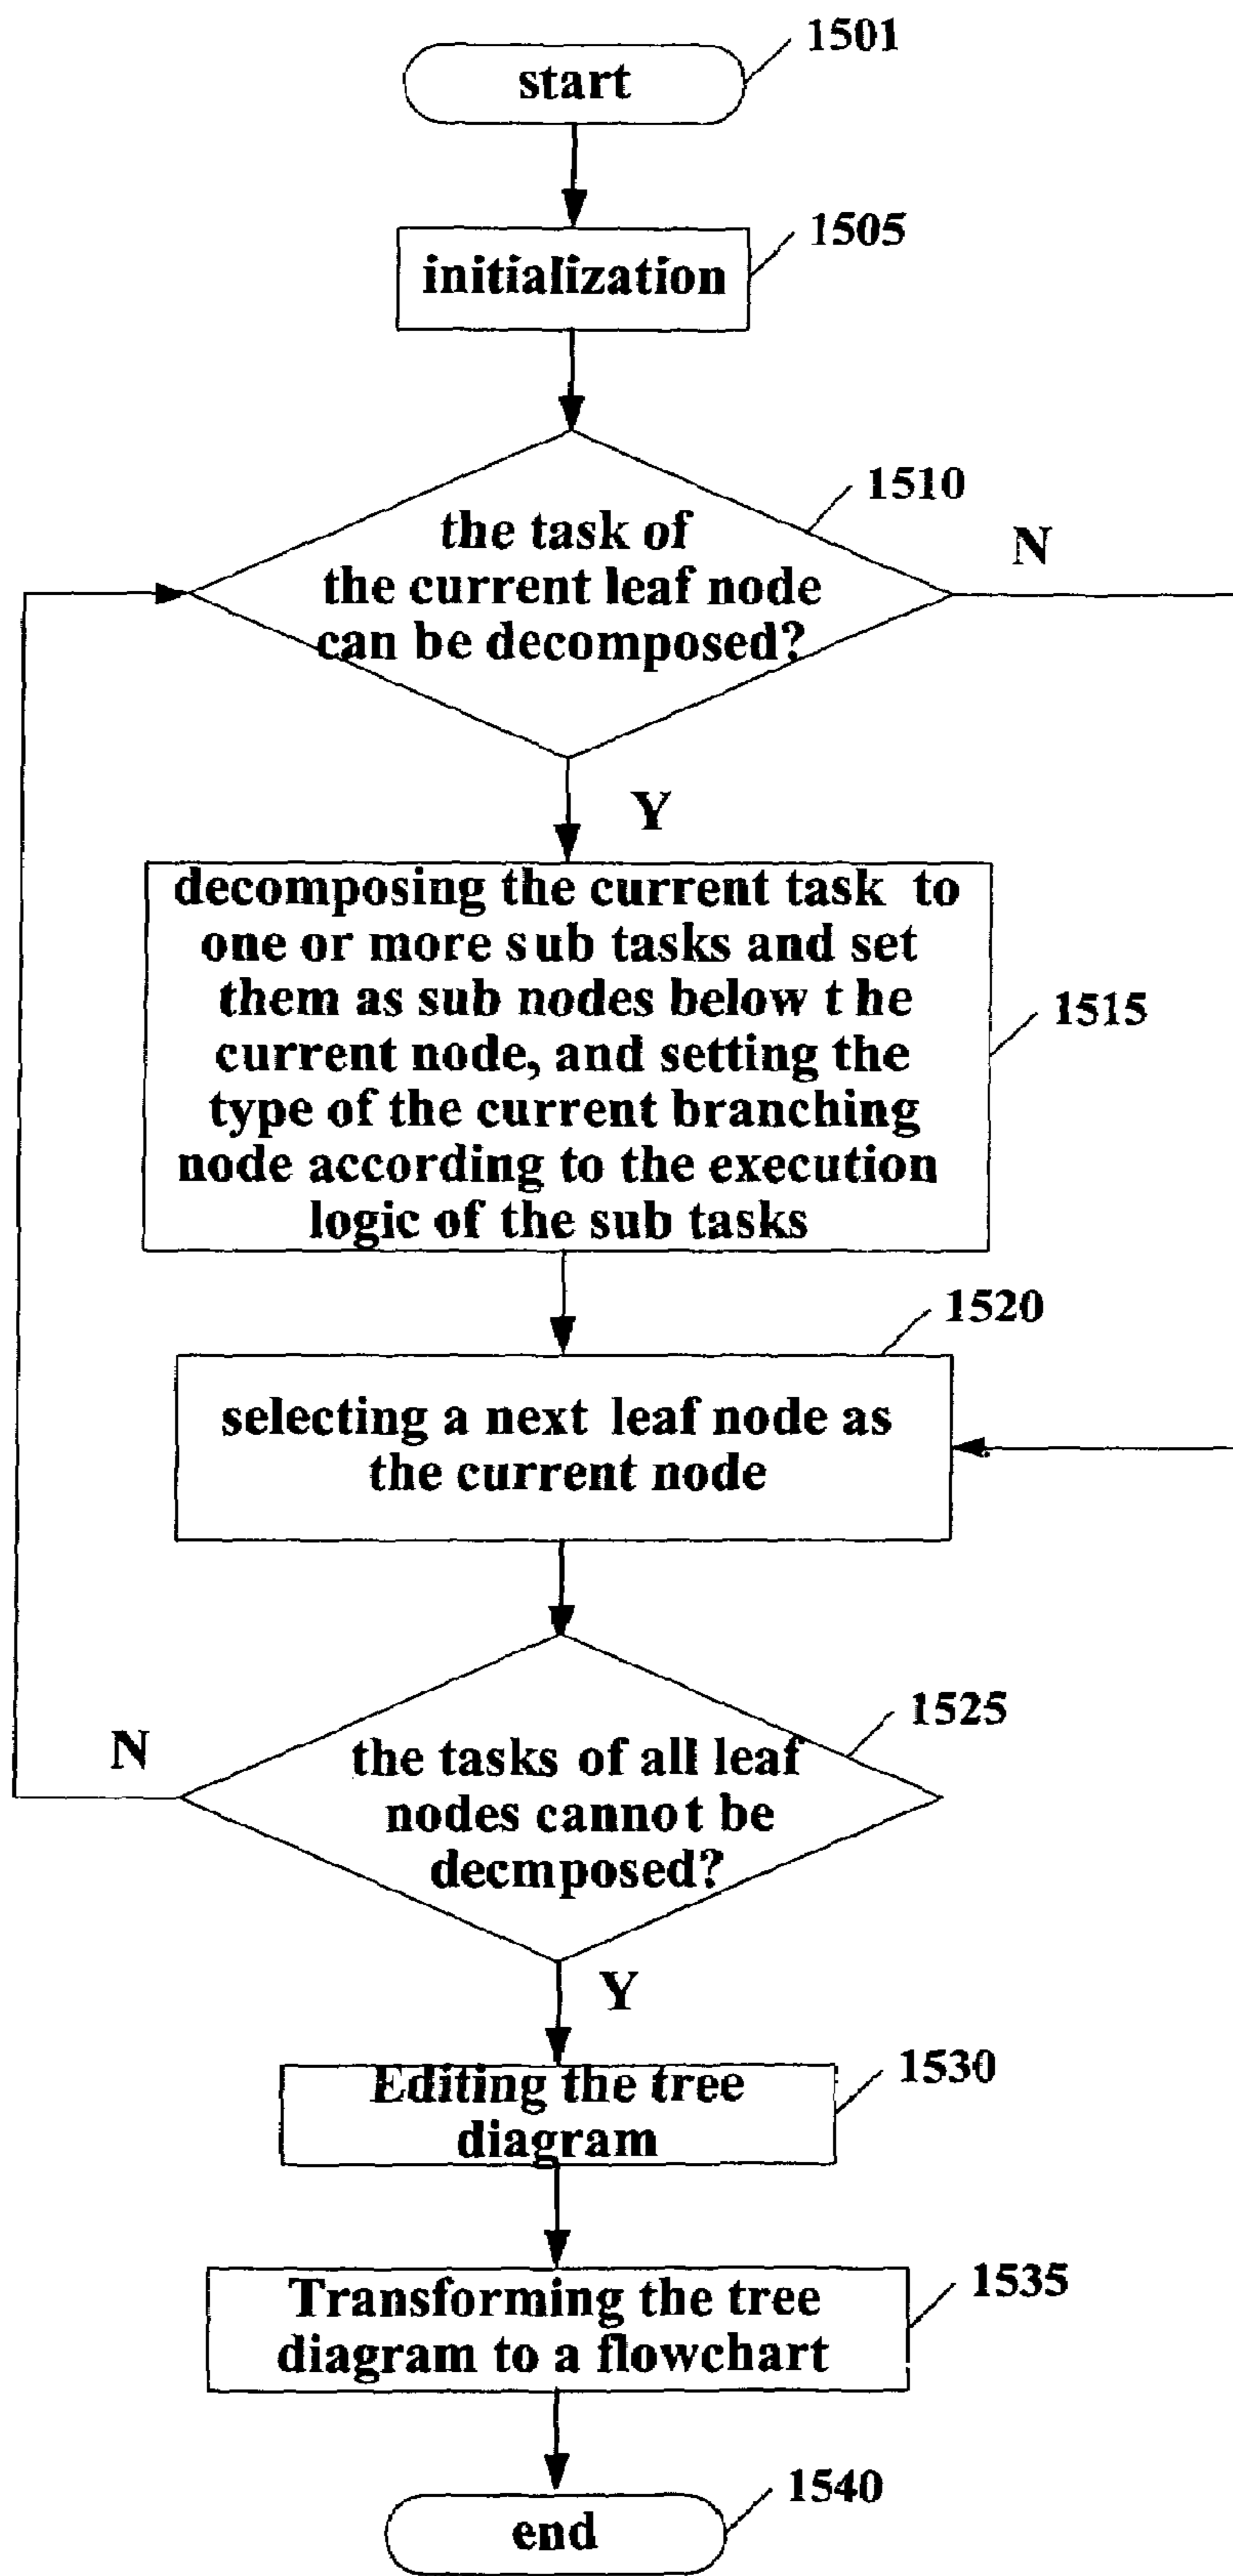 1501
start
1505
initialization
1510
the task of
the current leaf node
can be decomposed?
N
Y
decomposing the current task to
one or more sub tasks and set
them as sub nodes below the
current node, and setting the
type of the current branching
node according to the execution
logic of the sub tasks
1515
1520
selecting a next leaf node as
the current node
1525
N
the tasks of all leaf
nodes cannot be
decmposed?
Y
1530
Editing the tree
diagram
1535
Transforming the tree
diagram to a flowchart
1540
end